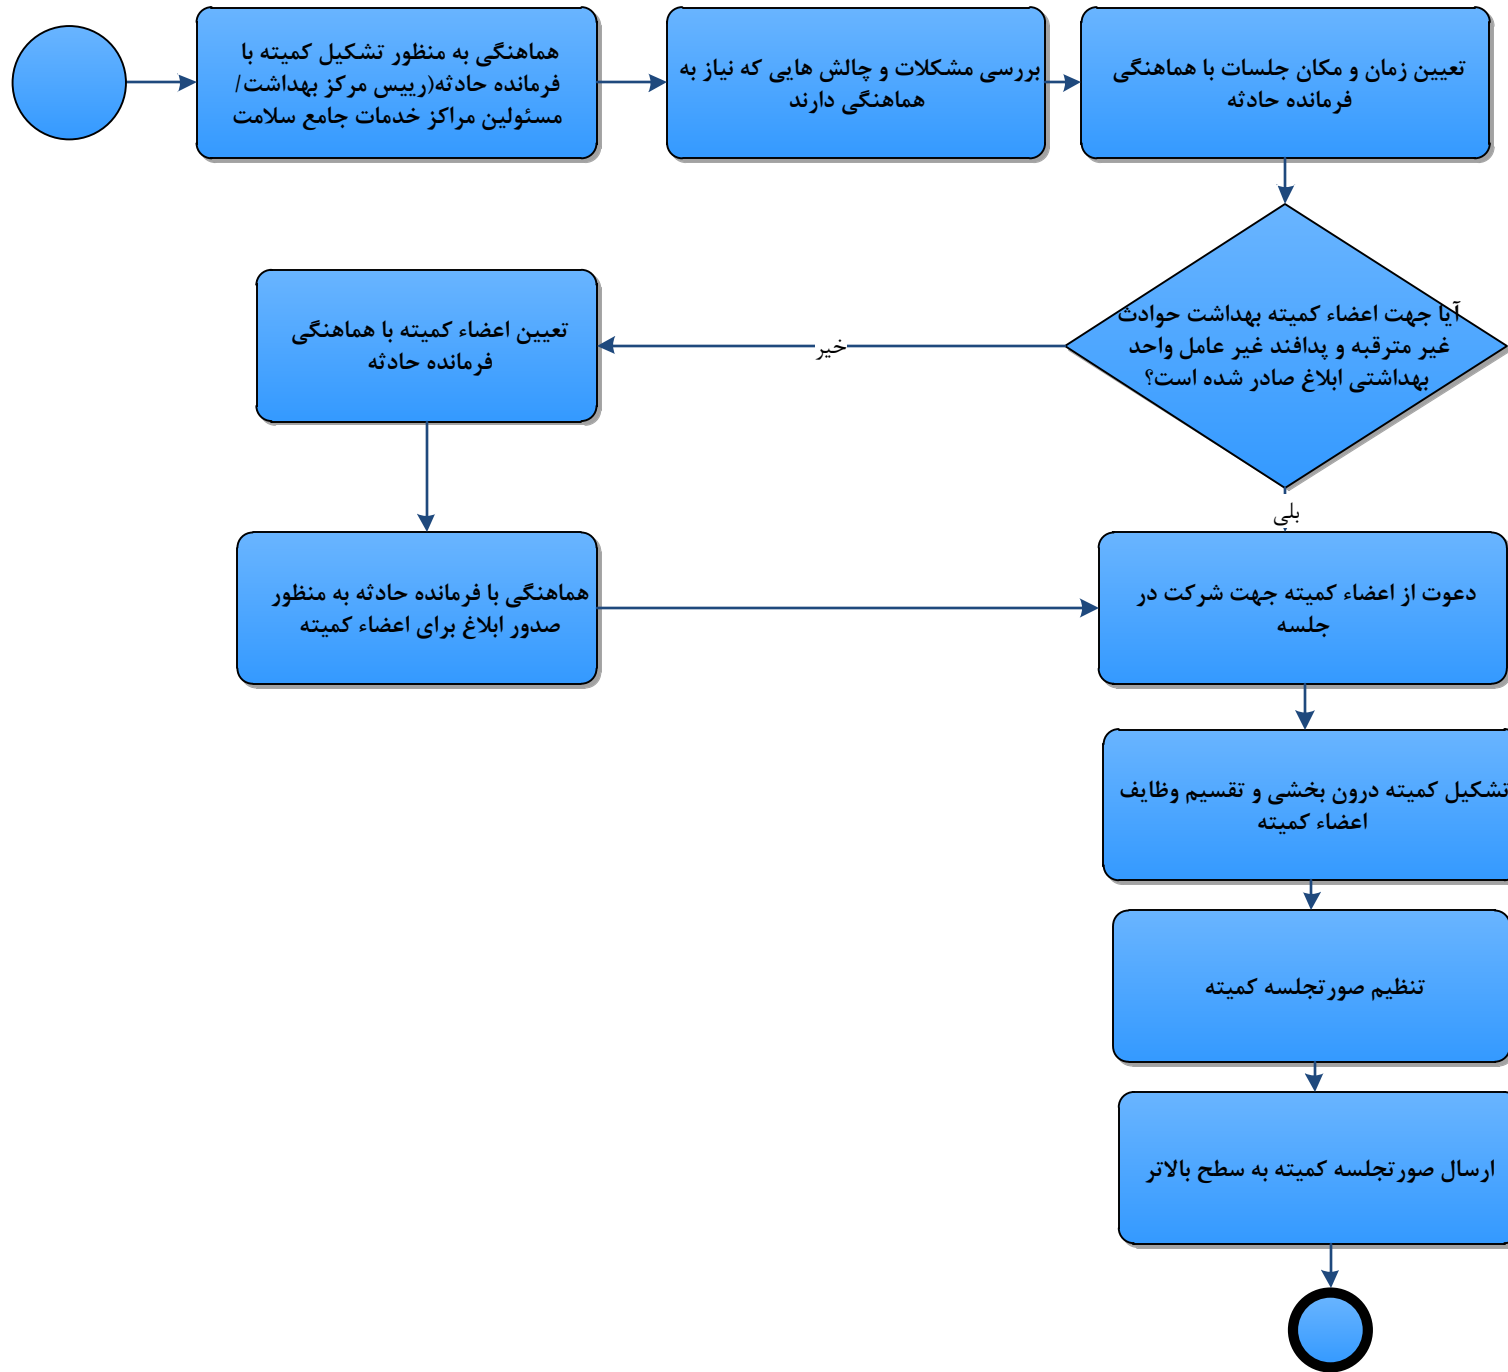 هماهنگی به منظور تشکیل کمیته با
فرمانده حادثه(رییس مرکز بهداشت/
مسئولین مراکز خدمات جامع سلامت
بررسی مشکلات و چالش هایی که نیاز به
هماهنگی دارند
تعیین زمان و مکان جلسات با هماهنگی
فرمانده حادثه
آیا جهت اعضاء کمیته بهداشت حوادث
غیر مترقبه و پدافند غیر عامل واحد
بهداشتی ابلاغ صادر شده است؟
خیر
تعیین اعضاء کمیته با هماهنگی
فرمانده حادثه
بلی
هماهنگی با فرمانده حادثه به منظور
صدور ابلاغ برای اعضاء کمیته
دعوت از اعضاء کمیته جهت شرکت در
جلسه
تشکیل کمیته درون بخشی و تقسیم وظایف
اعضاء کمیته
تنظیم صورتجلسه کمیته
ارسال صورتجلسه کمیته به سطح بالاتر